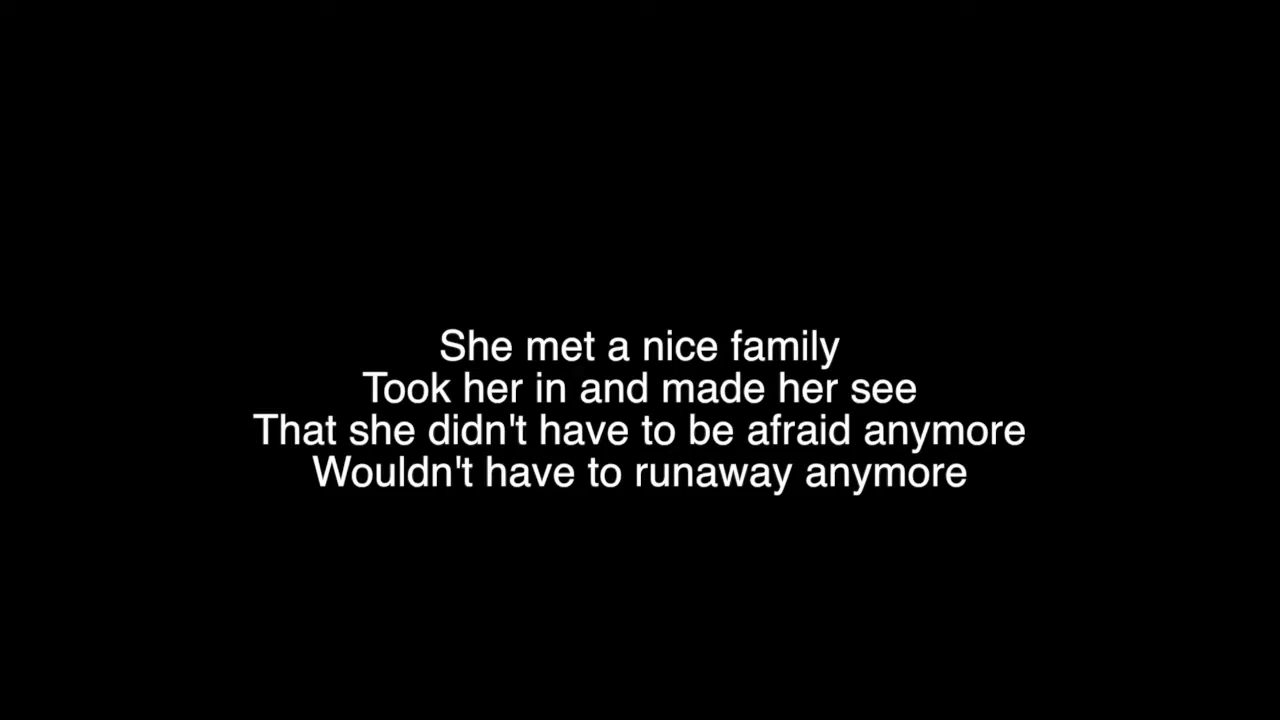 She met a nice family
Took her in and made her see
That she didn't have to be afraid anymore
Wouldn't have to runaway anymore